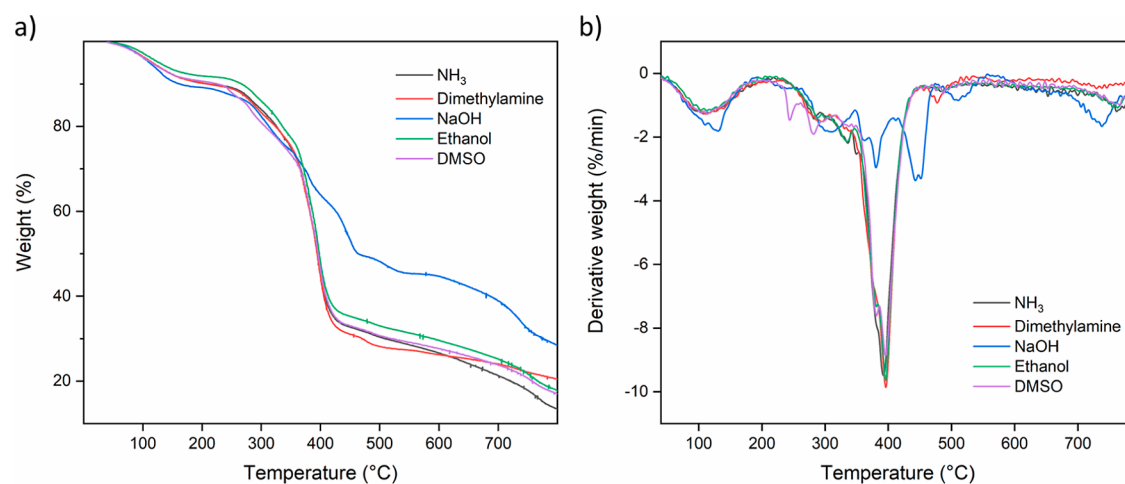 a)
NH₃
Dimethylamine
NaOH
Ethanol
DMSO
80
60
40
20
Weight (%)
100 200 300 400 500 600 700
Temperature (°C)
b)
0
-2
-4
-6
-8
-10
Derivative weight (%/min)
NH₃
Dimethylamine
NaOH
Ethanol
DMSO
100 200 300 400 500 600 700
Temperature (°C)